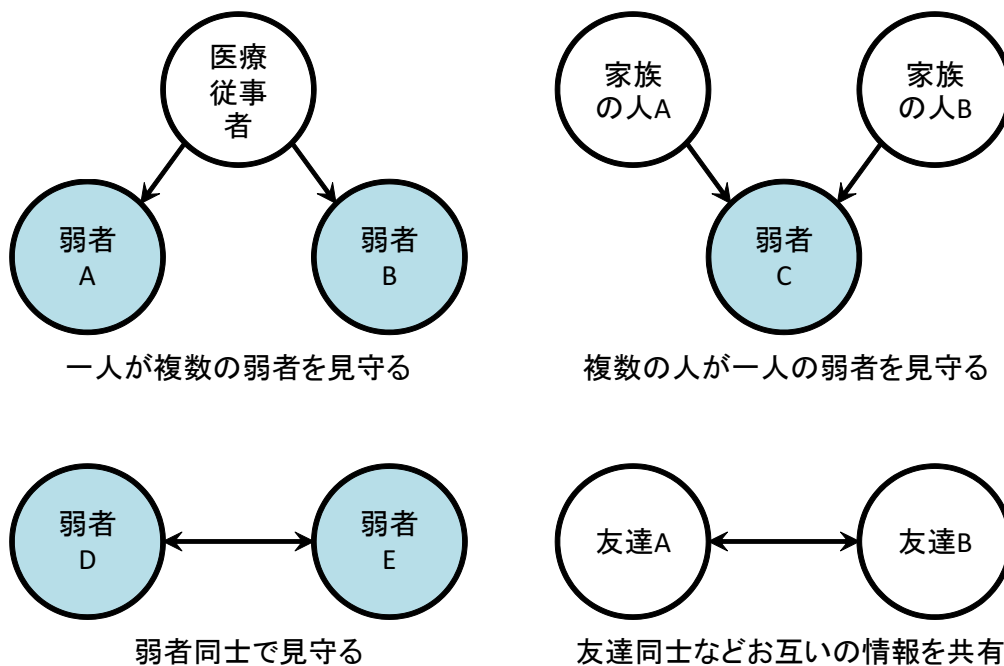 医療
従事
者
弱者
A
弱者
B
一人が複数の弱者を見守る
家族
の人A
家族
の人B
弱者
C
複数の人が一人の弱者を見守る
弱者
D
弱者
E
弱者同士で見守る
友達A
友達B
友達同士などお互いの情報を共有